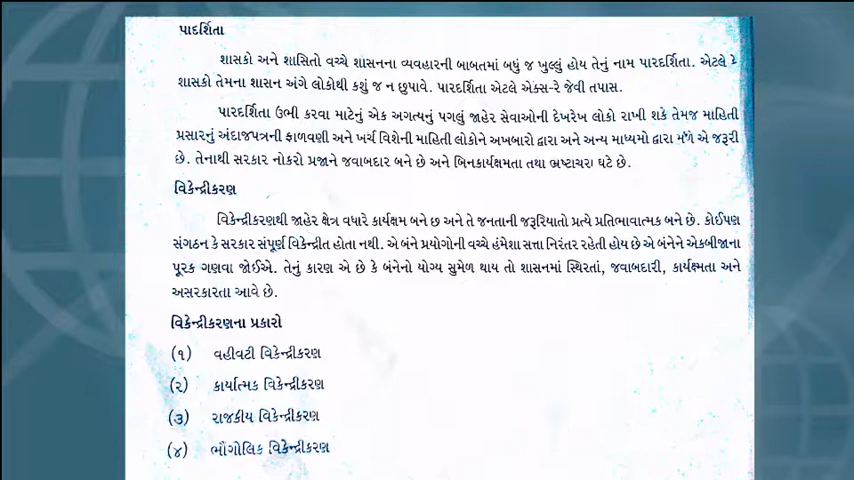 પાદર્શિતા
શાસકો અને શાસિતો વચ્ચે શાસનના વ્યવહારની બાબતમાં બધું જ ખુલ્લું હોય તેનું નામ પારદર્શિતા. એટલે કે
શાસકો તેમના શાસન અંગે લોકોથી કશું જ ન છુપાવે. પારદર્શિતા એટલે એક્સ-રે જેવી તપાસ.
પારદર્શિતા ઉભી કરવા માટેનું એક અગત્યનું પગલું જાહેર સેવાઓની દેખરેખ લોકો રાખી શકે તેમજ માહિતી
પ્રસારનું અંદાજપત્રની ફાળવણી અને ખર્ચ વિશેની માહિતી લોકોને અખબારો દ્વારા અને અન્ય માધ્યમો દ્વારા મળે એ જરૂરી
છે. તેનાથી સરકાર નોકરો પ્રજાને જવાબદાર બને છે અને બિનકાર્યક્ષમતા તથા ભ્રષ્ટાચાર ઘટે છે.
વિકેન્દ્રીકરણ
વિકેન્દ્રીકરણથી જાહેર ક્ષેત્ર વધારે કાર્યક્ષમ બને છ અને તે જનતાની જરૂરિયાતો પ્રત્યે પ્રતિભાવાત્મક બને છે. કોઈપણ
સંગઠન કે સરકાર સંપૂર્ણ વિકેન્દ્રીત હોતા નથી. એ બંને પ્રયોગોની વચ્ચે હંમેશા સત્તા નિરંતર રહેતી હોય છે એ બંનેને એકબીજાના
પૂરક ગણવા જોઈએ. તેનું કારણ એ છે કે બંનેનો યોગ્ય સુમેળ થાય તો શાસનમાં સ્થિરતાં, જવાબદારી, કાર્યક્ષમતા અને
અસરકારતા આવે છે.
વિકેન્દ્રીકરણના પ્રકારો
(૧) વહીવટી વિકેન્દ્રીકરણ
(૨) કાર્યાત્મક વિકેન્દ્રીકરણ
(૩) રાજકીય વિકેન્દ્રીકરણ
(૪) ભૌગોલિક વિકેન્દ્રીકરણ